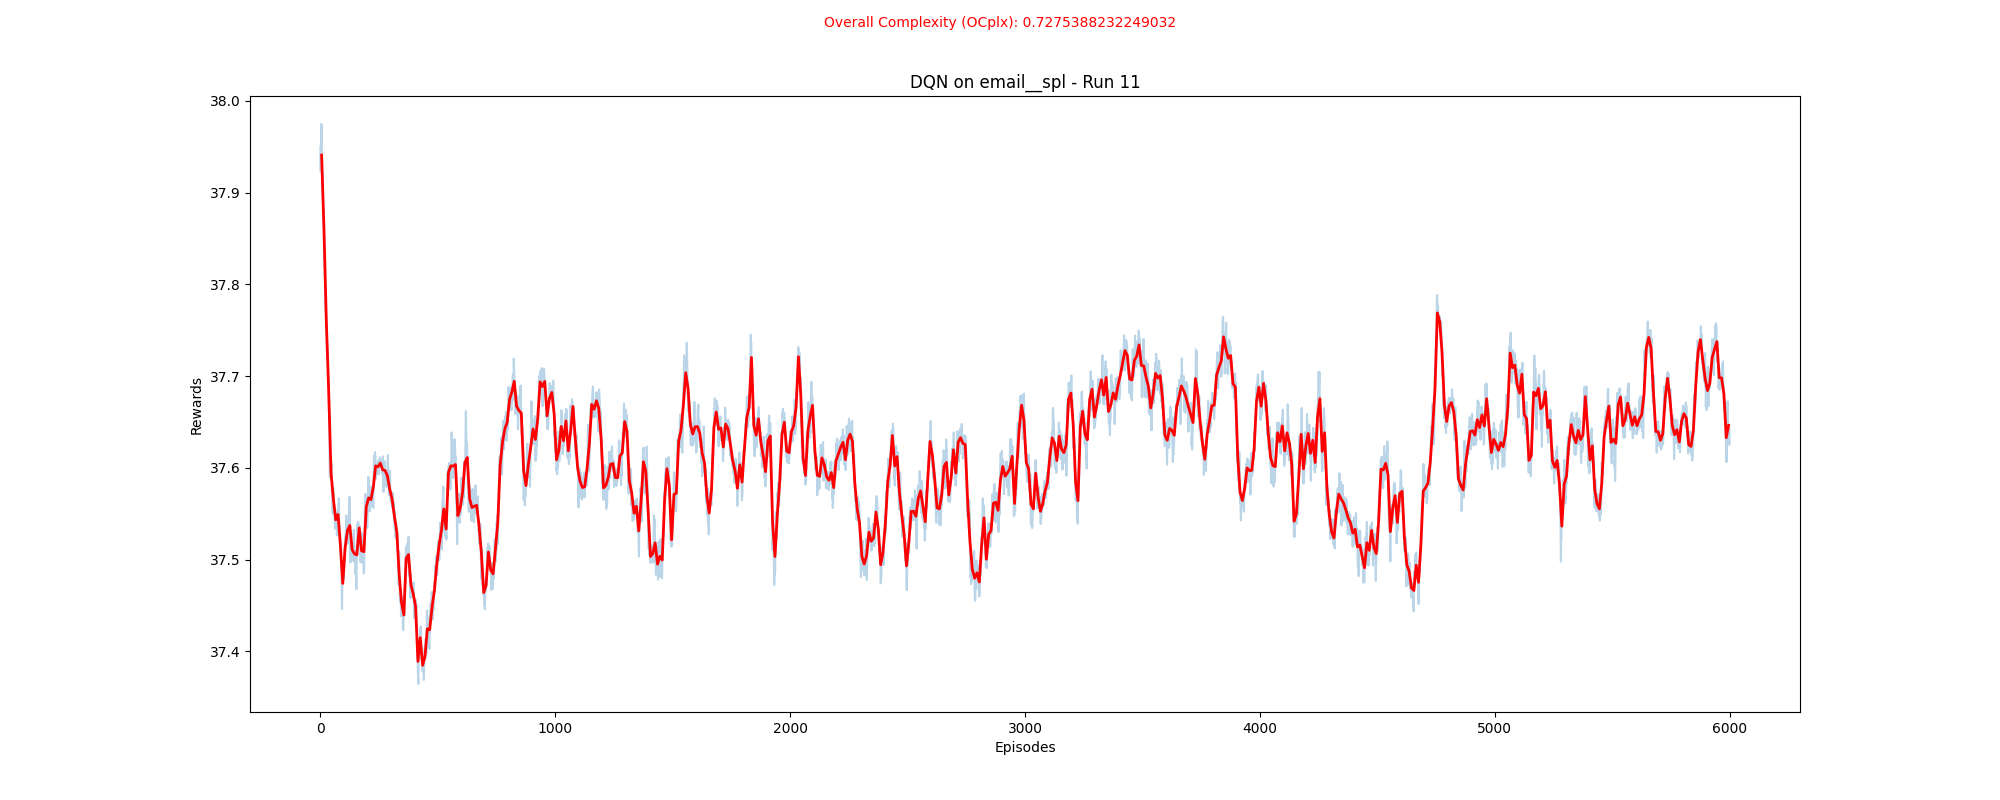 Overall Complexity (OCplx): 0.7275388232249032
DQN on email__spl - Run 11
38.0
37.9
37.8
37.7
37.6
37.5
37.4
Rewards
0 1000 2000 3000 4000 5000 6000
Episodes